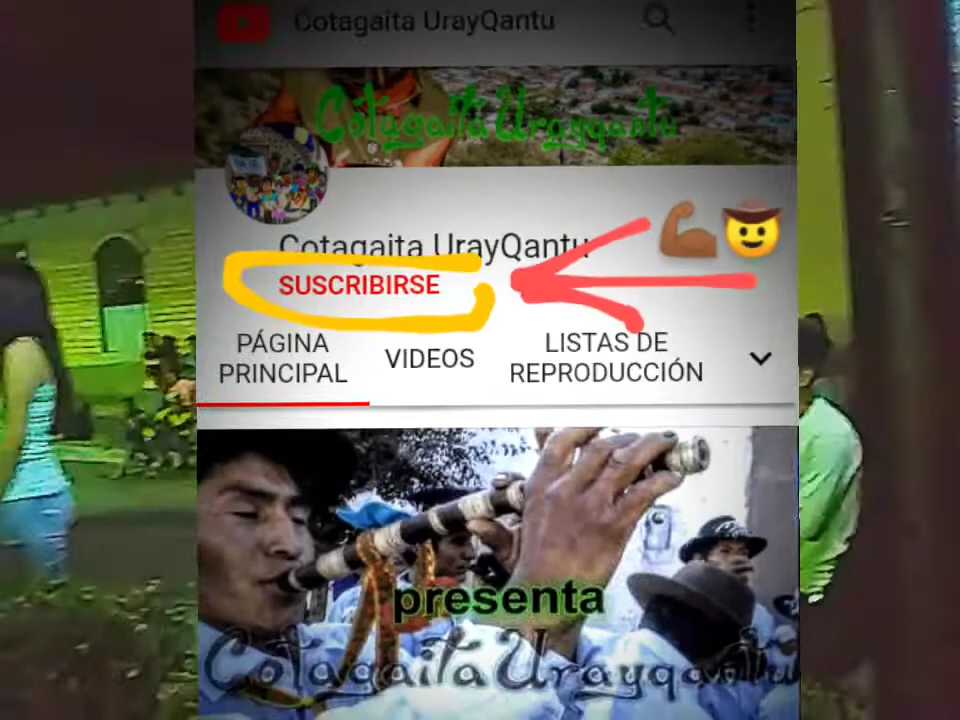 Cotagaita UrayQantu
Cotagaita Urayqantu
Cotagaita UrayQantu
SUSCRIBIRSE
PÁGINA
PRINCIPAL
VIDEOS
LISTAS DE
REPRODUCCIÓN
presenta
Cotagaita Urayqantu